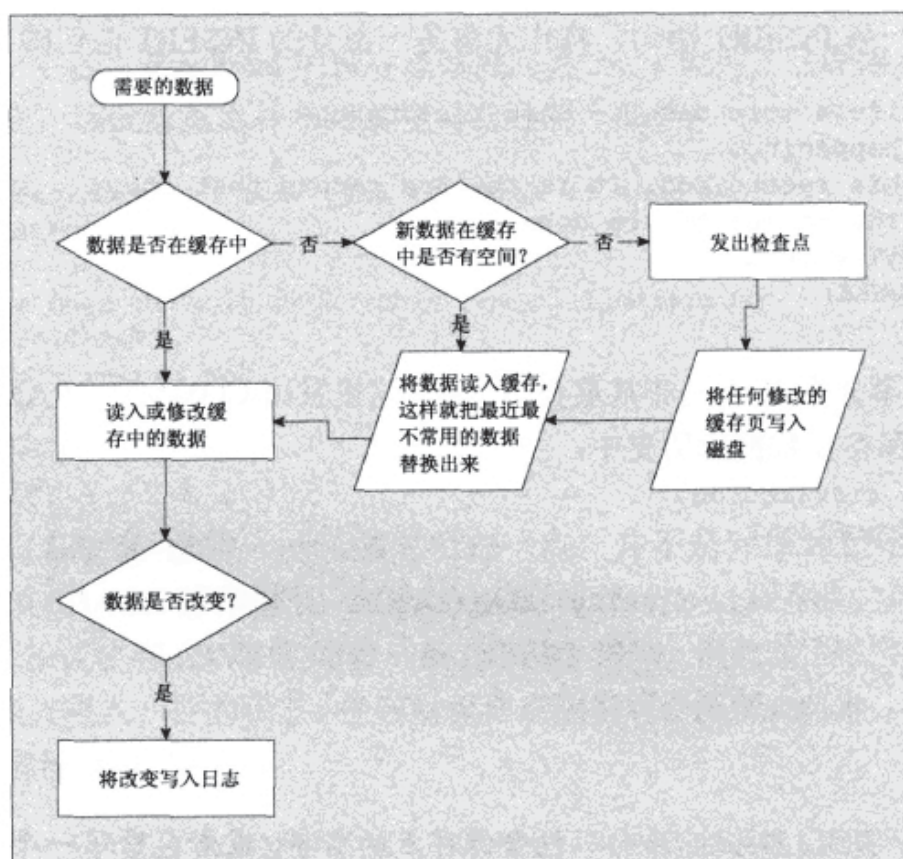 需要的数据
数据是否在缓存中
否
新数据在缓存
中是否有空间？
否
发出检查点
是
是
读入或修改缓
存中的数据
将数据读入缓存，
这样就把最近最
不常用的数据
替换出来
将任何修改的
缓存页写入
磁盘
数据是否改变？
是
将改变写入日志